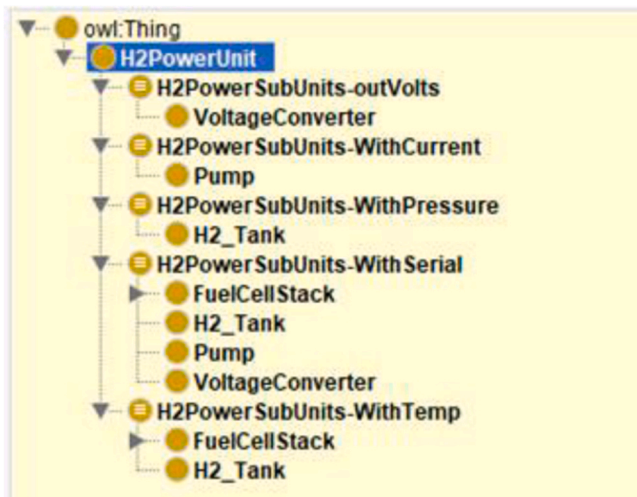 owl:Thing
H2PowerUnit
H2PowerSubUnits-outVolts
VoltageConverter
H2PowerSubUnits-WithCurrent
Pump
H2PowerSubUnits-WithPressure
H2_Tank
H2PowerSubUnits-WithSerial
FuelCellStack
H2_Tank
Pump
VoltageConverter
H2PowerSubUnits-WithTemp
FuelCellStack
H2_Tank